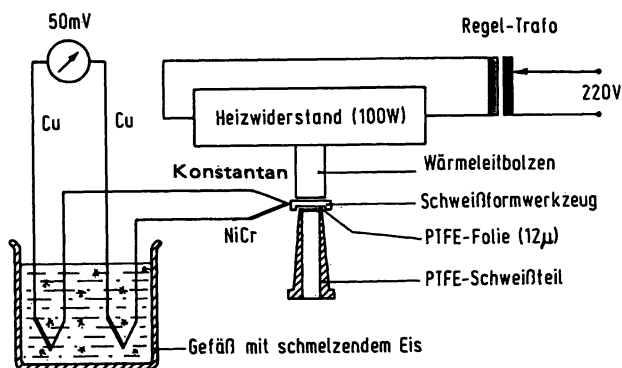 50mV
Regel-Trafo
220V
Cu
Cu
Heizwiderstand (100W)
Konstantan
Wärmeleitbolzen
Schweißformwerkzeug
NiCr
PTFE-Folie (12µ)
PTFE-Schweißteil
Gefäß mit schmelzendem Eis